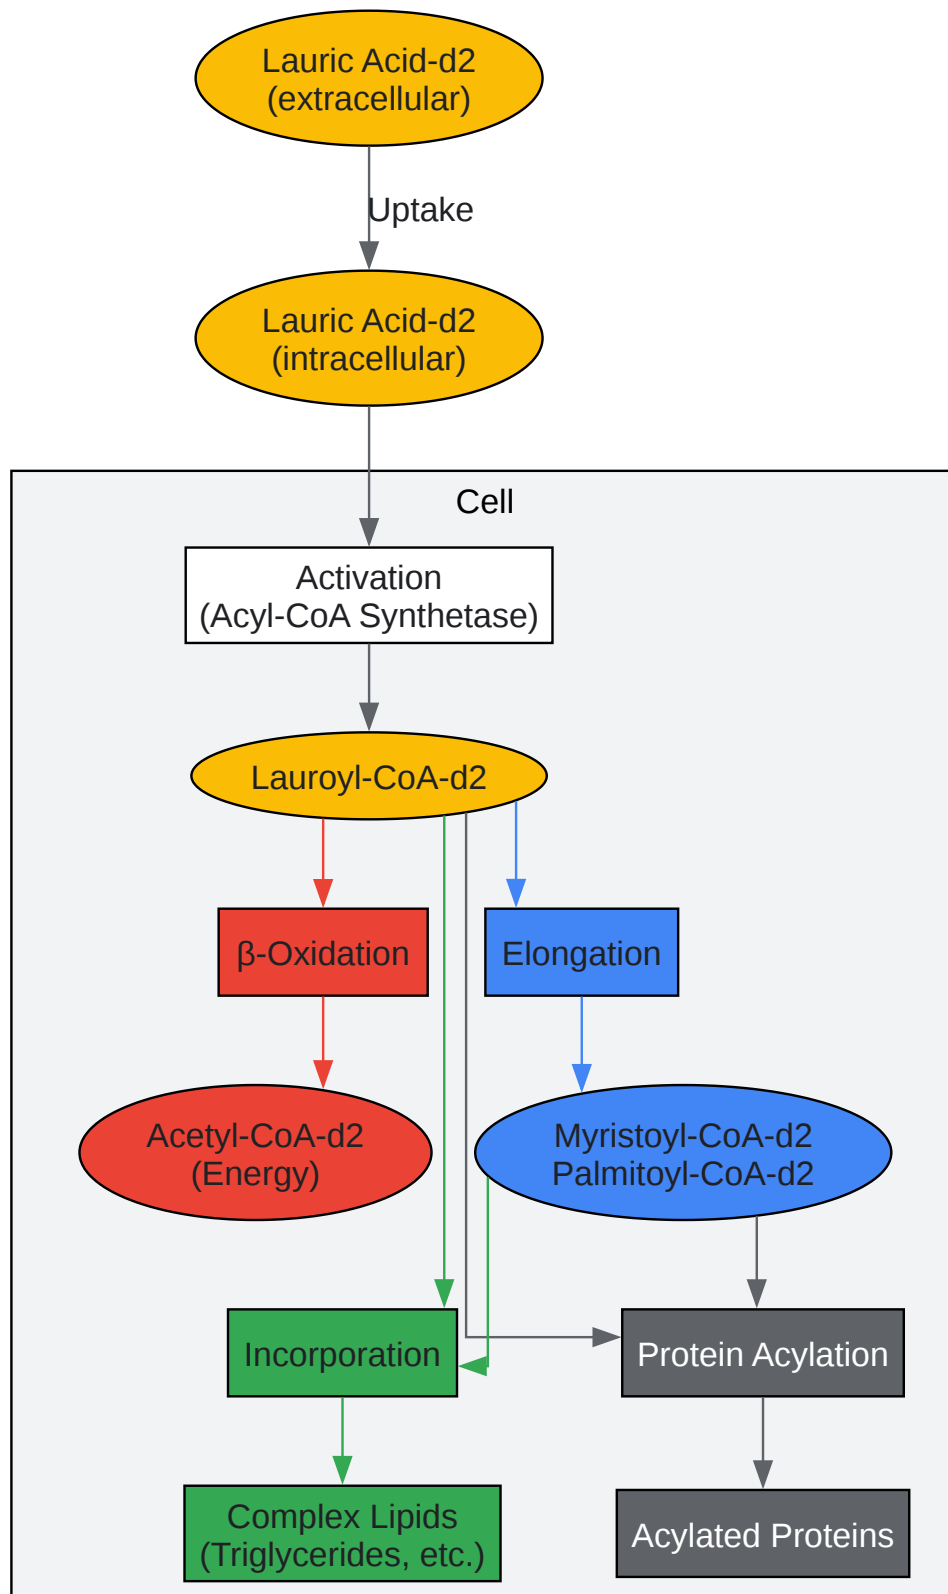 Lauric Acid-d2
(extracellular)
Uptake
Lauric Acid-d2
(intracellular)
Cell
Activation
(Acyl-CoA Synthetase)
Lauroyl-CoA-d2
β-Oxidation
Elongation
Acetyl-CoA-d2
(Energy)
Myristoyl-CoA-d2
Palmitoyl-CoA-d2
Incorporation
Protein Acylation
Complex Lipids
(Triglycerides, etc.)
Acylated Proteins